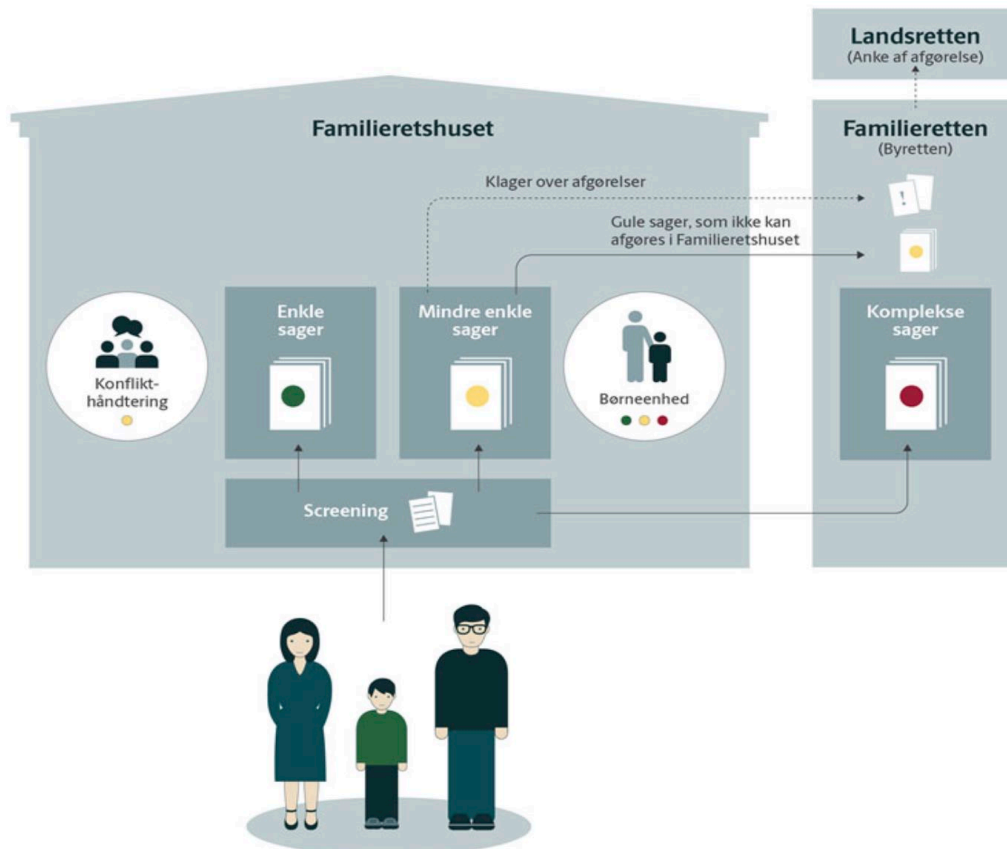 Landsretten
(Anke af afgørelse)
Familieretshuset
Familieretten
(Byretten)
Klager over afgørelser
!
Gule sager, som ikke kan
afgøres i Familieretshuset
Konflikt-
håndtering
Enkle
sager
Mindre enkle
sager
Børneenhed
Komplekse
sager
Screening